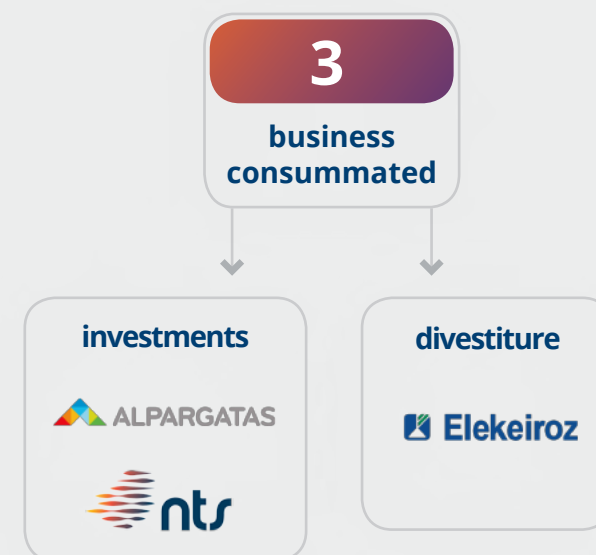 3
business
consummated
investments
ALPARGATAS
nts
divestiture
Elekeiroz